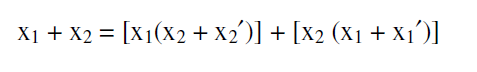 x₁ + x₂ = [x₁(x₂ + x₂′)] + [x₂ (x₁ + x₁′)]